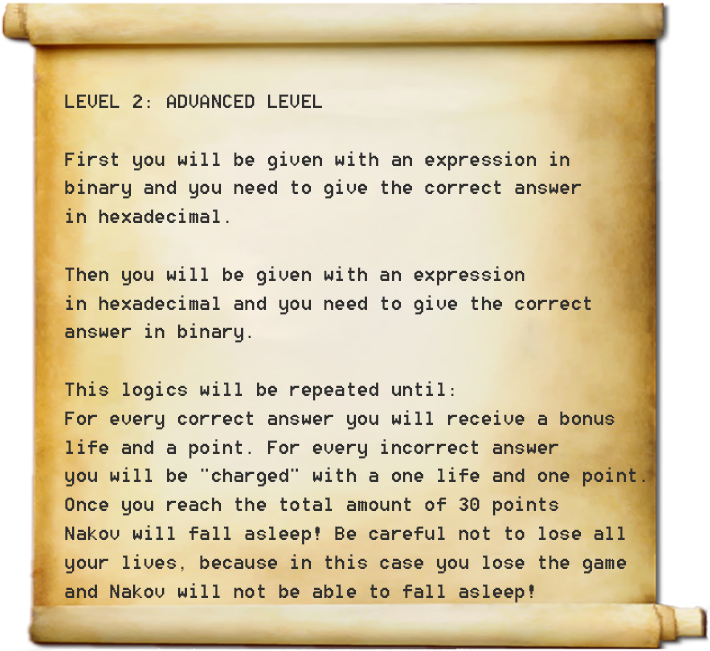 LEVEL 2: ADVANCED LEVEL
First you will be given with an expression in
binary and you need to give the correct answer
in hexadecimal.
Then you will be given with an expression
in hexadecimal and you need to give the correct
answer in binary.
This logics will be repeated until:
For every correct answer you will receive a bonus
life and a point. For every incorrect answer
you will be "charged" with a one life and one point.
Once you reach the total amount of 30 points
Nakov will fall asleep! Be careful not to lose all
your lives, because in this case you lose the game
and Nakov will not be able to fall asleep!